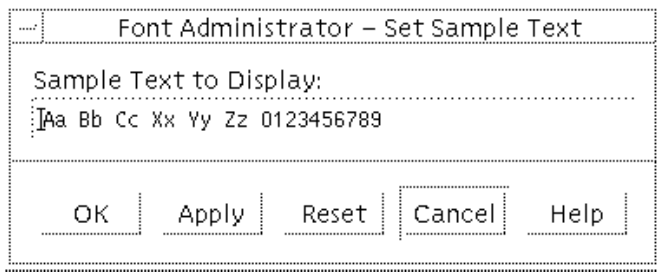 Font Administrator – Set Sample Text
Sample Text to Display:
Aa Bb Cc Xx Yy Zz 0123456789
OK Apply Reset Cancel Help